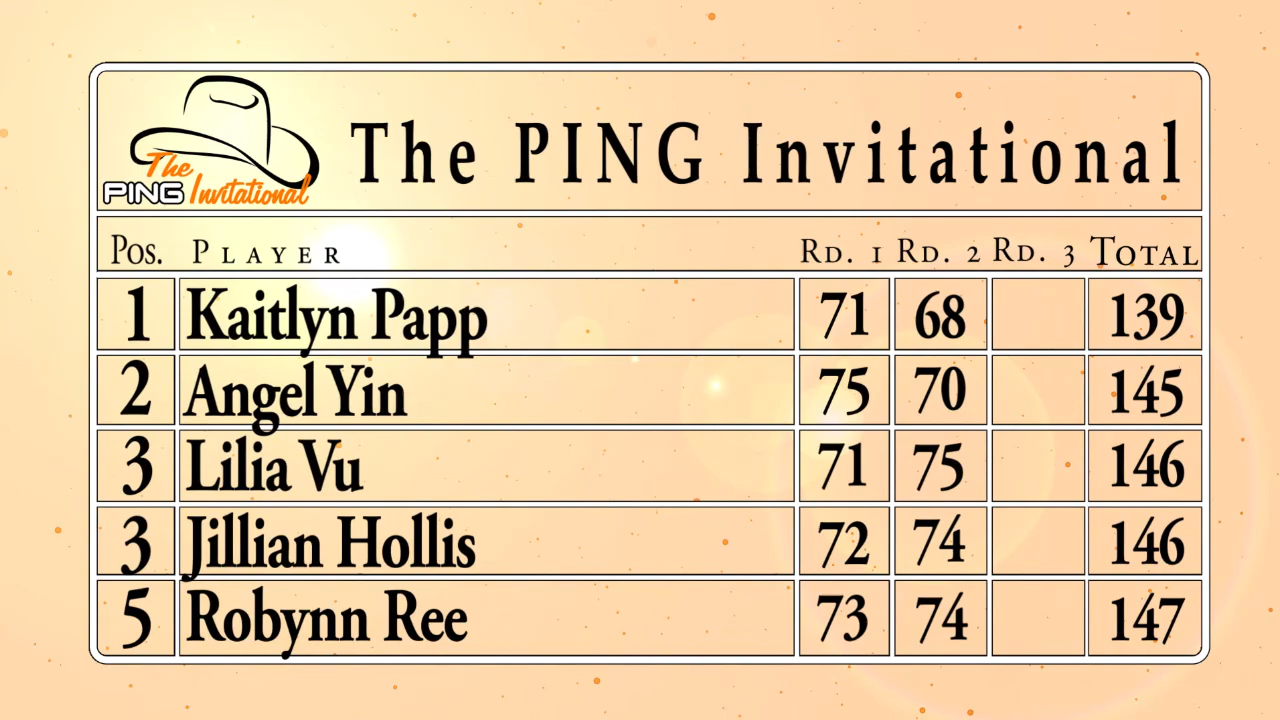 The PING Invitational
The
PING Invitational
Pos. Player Rd. 1 Rd. 2 Rd. 3 Total
1 Kaitlyn Papp 71 68 139
2 Angel Yin 75 70 145
3 Lilia Vu 71 75 146
3 Jillian Hollis 72 74 146
5 Robynn Ree 73 74 147